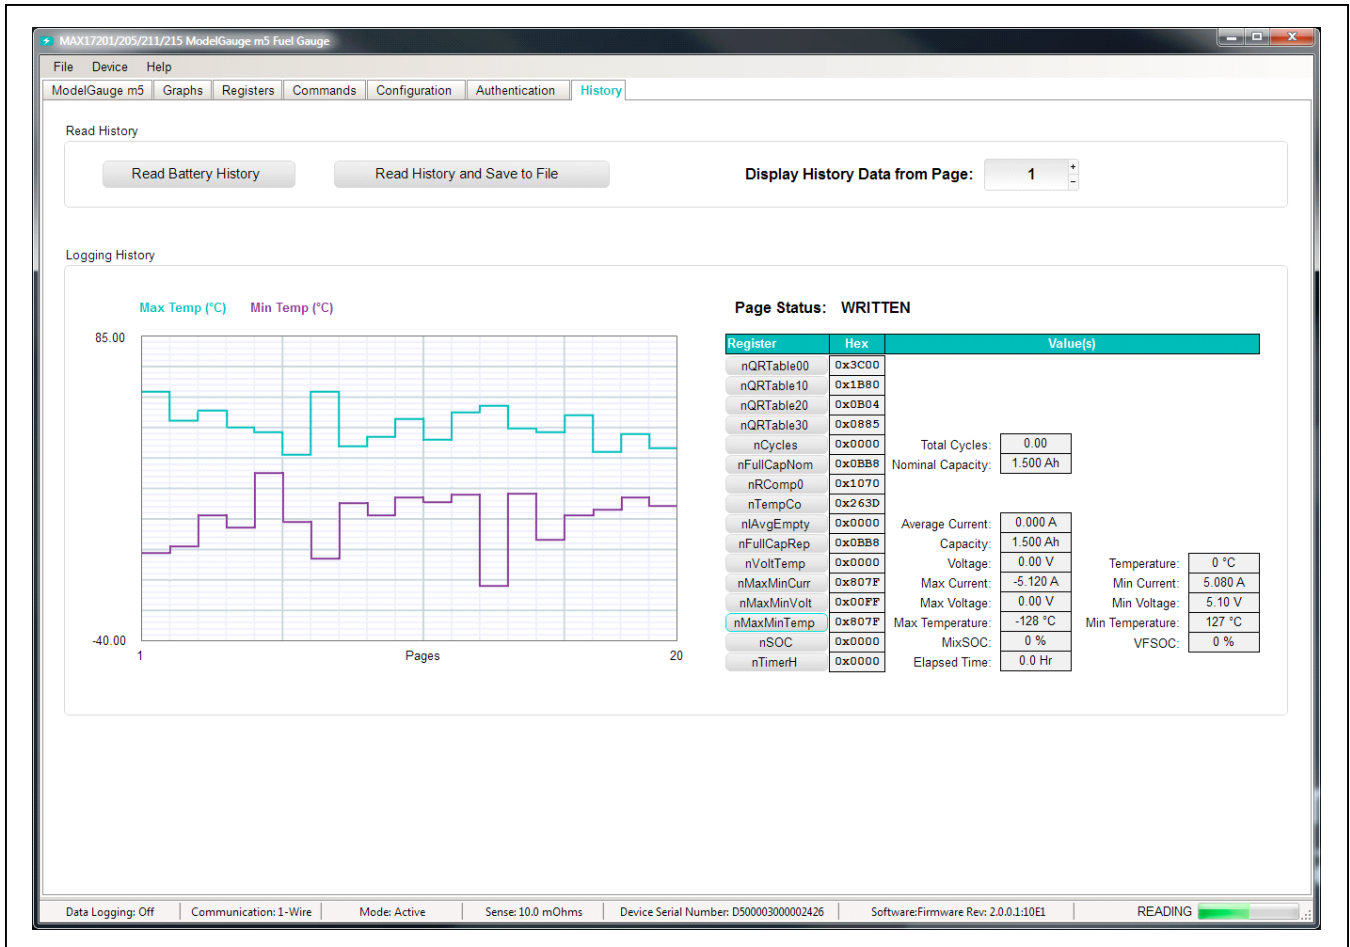 MAX17201/205/211/215 ModelGauge m5 Fuel Gauge
File Device Help
ModelGauge m5 Graphs Registers Commands Configuration Authentication History
Read History
Read Battery History Read History and Save to File Display History Data from Page: 1 + -
Logging History
Max Temp (°C) Min Temp (°C) Page Status: WRITTEN
85.00
-40.00
1 Pages 20
Register Hex Value(s)
nQRTable00 0x3C00
nQRTable10 0x1B80
nQRTable20 0x0B04
nQRTable30 0x0885
nCycles 0x0000 Total Cycles: 0.00
nFullCapNom 0x0BB8 Nominal Capacity: 1.500 Ah
nRComp0 0x1070
nTempCo 0x263D
nIAvgEmpty 0x0000 Average Current: 0.000 A
nFullCapRep 0x0BB8 Capacity: 1.500 Ah
nVoltTemp 0x0000 Voltage: 0.00 V Temperature: 0 °C
nMaxMinCurr 0x807F Max Current: -5.120 A Min Current: 5.080 A
nMaxMinVolt 0x00FF Max Voltage: 0.00 V Min Voltage: 5.10 V
nMaxMinTemp 0x807F Max Temperature: -128 °C Min Temperature: 127 °C
nSOC 0x0000 MixSOC: 0 % VFSOC: 0 %
nTimerH 0x0000 Elapsed Time: 0.0 Hr
Data Logging: Off Communication: 1-Wire Mode: Active Sense: 10.0 mOhms Device Serial Number: D500003000002426 Software:Firmware Rev: 2.0.0.1:10E1 READING